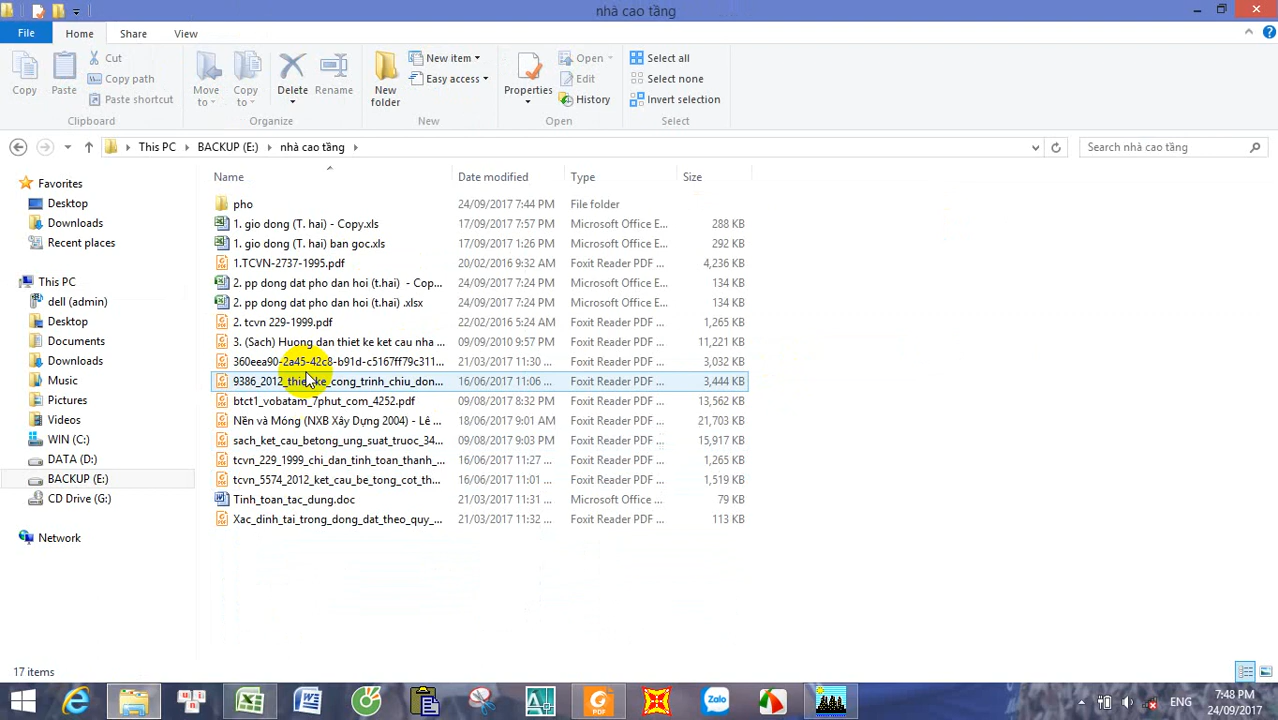 nhà cao tầng
File Home Share View
Copy
Paste
Cut
Copy path
Paste shortcut
Clipboard
Move to
Copy to
Delete
Rename
Organize
New folder
New item
Easy access
New
Properties
Open
Edit
History
Open
Select all
Select none
Invert selection
Select
This PC BACKUP (E:) nhà cao tầng
Search nhà cao tầng
Favorites
Desktop
Downloads
Recent places
This PC
dell (admin)
Desktop
Documents
Downloads
Music
Pictures
Videos
WIN (C:)
DATA (D:)
BACKUP (E:)
CD Drive (G:)
Network
Name Date modified Type Size
pho 24/09/2017 7:44 PM File folder
1. gio dong (T. hai) - Copy.xls 17/09/2017 7:57 PM Microsoft Office E... 288 KB
1. gio dong (T. hai) ban goc.xls 17/09/2017 1:26 PM Microsoft Office E... 292 KB
1.TCVN-2737-1995.pdf 20/02/2016 9:32 AM Foxit Reader PDF ... 4,236 KB
2. pp dong dat pho dan hoi (t.hai) - Cop... 24/09/2017 7:24 PM Microsoft Office E... 134 KB
2. pp dong dat pho dan hoi (t.hai) .xlsx 24/09/2017 7:24 PM Microsoft Office E... 134 KB
2. tcvn 229-1999.pdf 22/02/2016 5:24 AM Foxit Reader PDF ... 1,265 KB
3. (Sach) Huong dan thiet ke ket cau nha ... 09/09/2010 9:57 PM Foxit Reader PDF ... 11,221 KB
360eea90-2a45-42c8-b91d-c5167ff79c311... 21/03/2017 11:30 ... Foxit Reader PDF ... 3,032 KB
9386_2012_thiet_ke_cong_trinh_chiu_don... 16/06/2017 11:06 ... Foxit Reader PDF ... 3,444 KB
btct1_vobatam_7phut_com_4252.pdf 09/08/2017 8:32 PM Foxit Reader PDF ... 13,562 KB
Nền và Móng (NXB Xây Dựng 2004) - Lê ... 16/06/2017 9:01 AM Foxit Reader PDF ... 21,703 KB
sach_ket_cau_betong_ung_suat_truoc_34... 09/08/2017 9:03 PM Foxit Reader PDF ... 15,917 KB
tcvn_229_1999_chi_dan_tinh_toan_thanh_... 16/06/2017 11:27 ... Foxit Reader PDF ... 1,265 KB
tcvn_5574_2012_ket_cau_be_tong_cot_th... 16/06/2017 11:01 ... Foxit Reader PDF ... 1,519 KB
Tinh_toan_tac_dung.doc 21/03/2017 11:31 ... Microsoft Office ... 79 KB
Xac_dinh_tai_trong_dong_dat_theo_quy_... 21/03/2017 11:32 ... Foxit Reader PDF ... 113 KB
17 items
Zalo
ENG
7:48 PM
24/09/2017